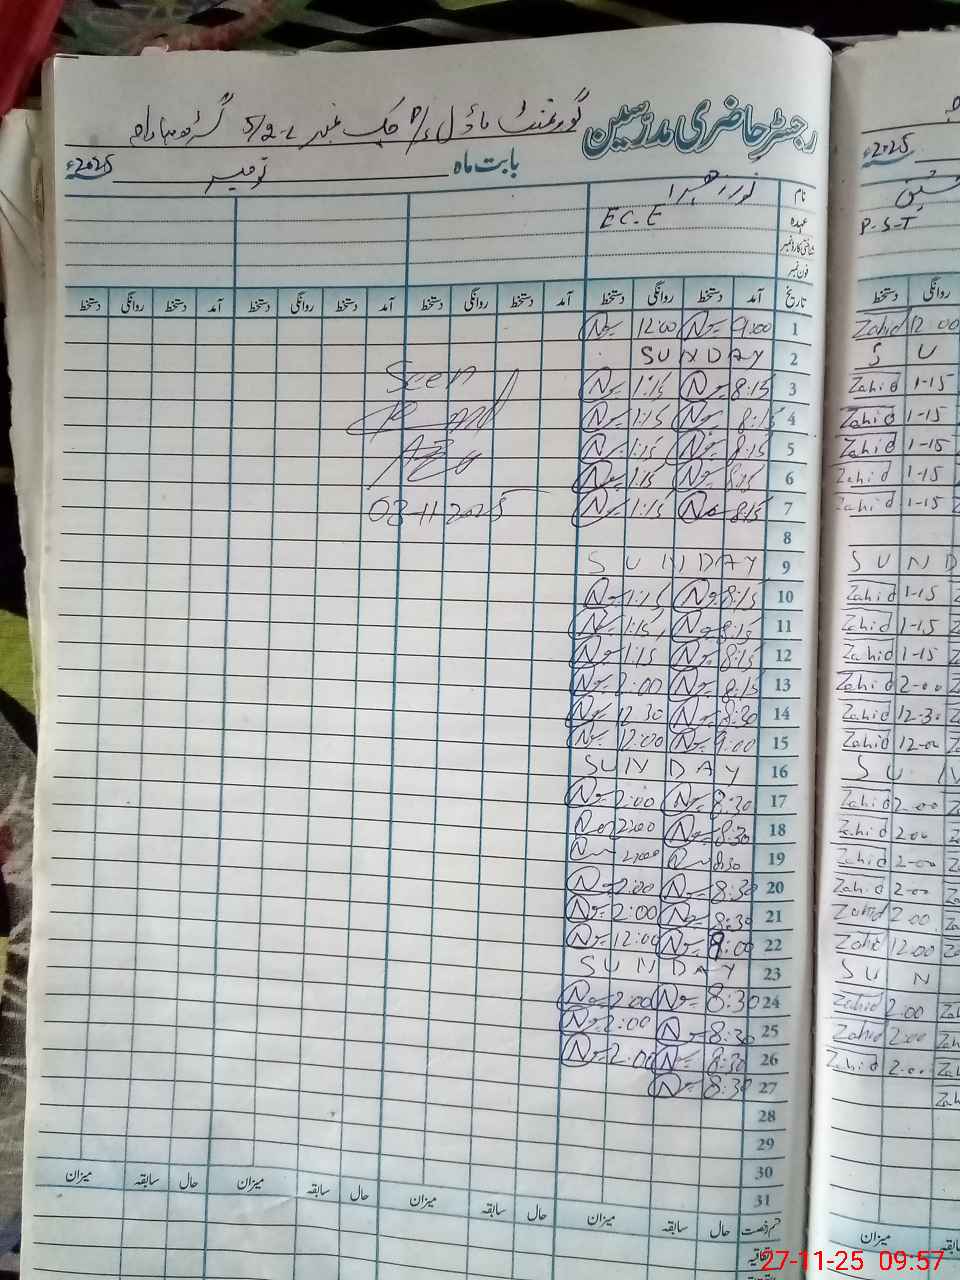 رجسٹر حاضری مدرسین گورنمنٹ ماڈل P/S چک نمبر 5/2-L گڑھ
بابت ماہ نومبر 2025ء
نام نور زہرا
عہدہ EC.E
شناختی کارڈ نمبر
فون نمبر
تاریخ آمد دستخط روانگی دستخط آمد دستخط روانگی دستخط آمد دستخط روانگی دستخط آمد دستخط روانگی دستخط
1 9:00 12:00
2 SUNDAY
3 8:15 1:15 Seen
4 8:15 1:15
5 8:15 1:15
6 8:15 1:15
7 8:15 1:15 03-11-2025
8
9 SUNDAY
10 8:15 1:15
11 8:15 1:15
12 8:15 1:15
13 8:15 2:00
14 8:30 12:30
15 9:00 12:00
16 SUNDAY
17 8:30 2:00
18 8:30 2:00
19 8:30 2:00
20 8:30 2:00
21 8:30 2:00
22 9:00 12:00
23 SUNDAY
24 8:30 2:00
25 8:30 2:00
26 8:30 2:00
27 8:30
28
29
30
31
قسم رخصت حال سابقہ میزان حال سابقہ میزان حال سابقہ میزان حال سابقہ میزان
اتفاقیہ
2025ء
P-S-T
روانگی دستخط
12:00 Zahid
S U
1-15 Zahid
1-15 Zahid
1-15 Zahid
1-15 Zahid
1-15 Zahid
S U N D
1-15 Zahid
1-15 Zahid
1-15 Zahid
2-00 Zahid
12-30 Zahid
12-00 Zahid
S U N
2-00 Zahid
2-00 Zahid
2-00 Zahid
2-00 Zahid
2-00 Zahid
12-00 Zahid
S U N
2:00 Zahid
2:00 Zahid
2:00 Zahid
میزان
27-11-25 09:57